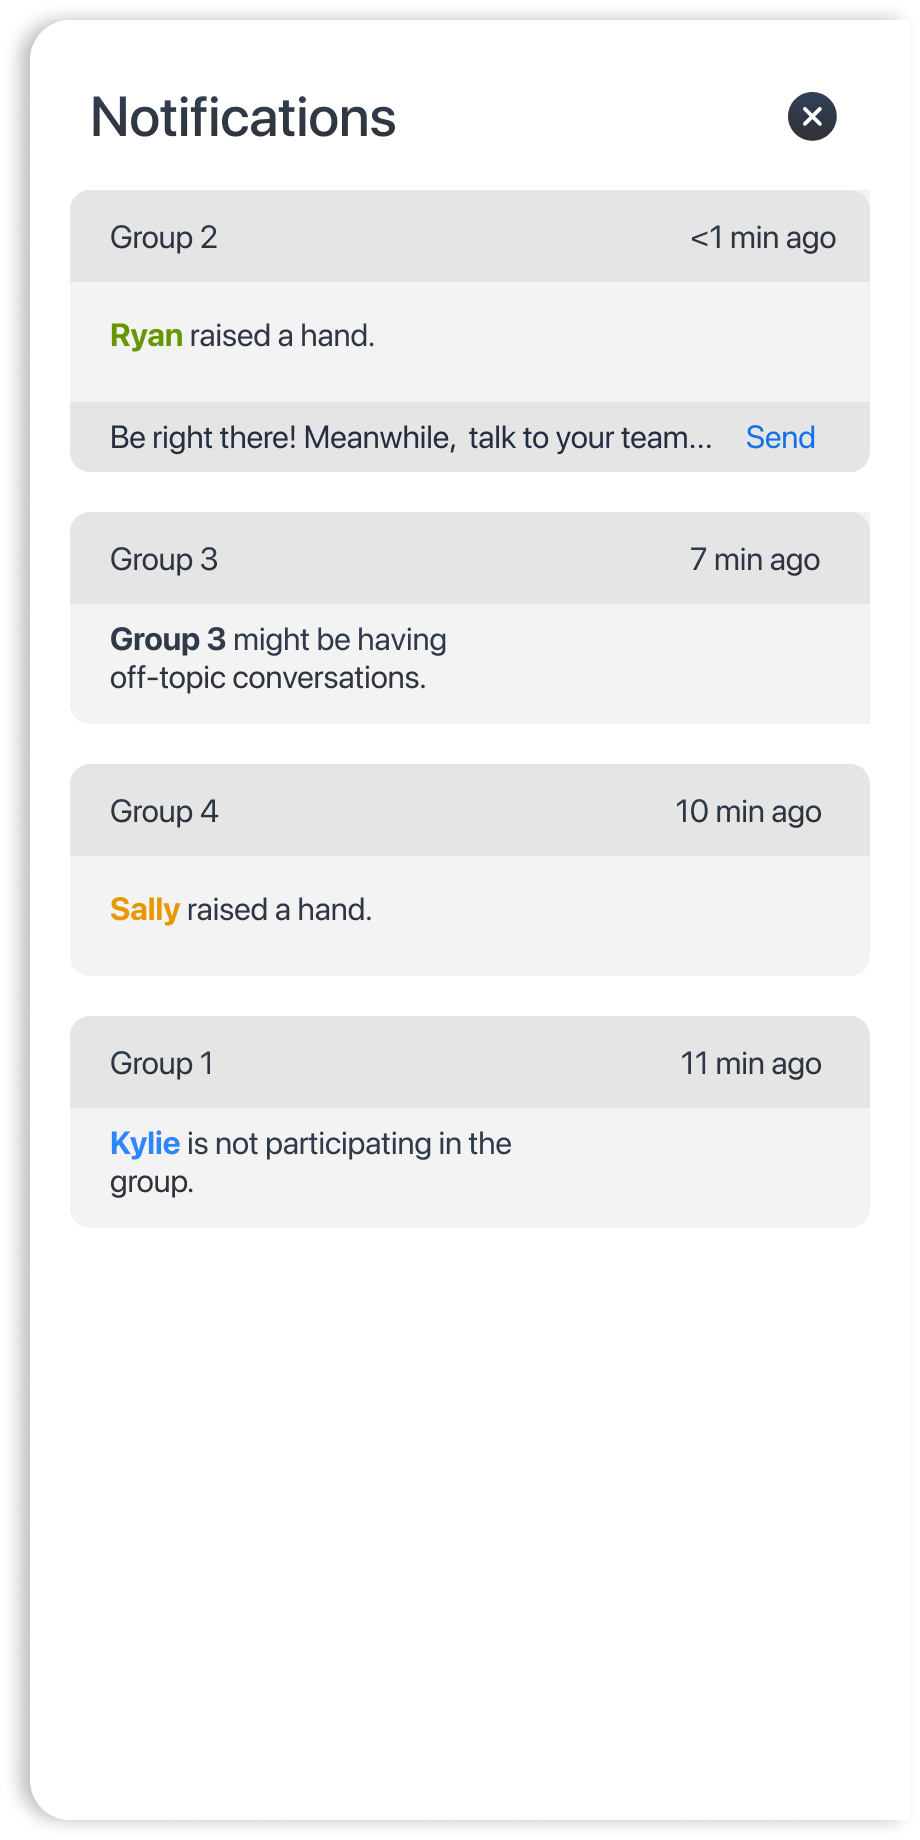 Notifications
Group 2 <1 min ago
Ryan raised a hand.
Be right there! Meanwhile,  talk to your team... Send
Group 3 7 min ago
Group 3 might be having
off-topic conversations.
Group 4 10 min ago
Sally raised a hand.
Group 1 11 min ago
Kylie is not participating in the
group.